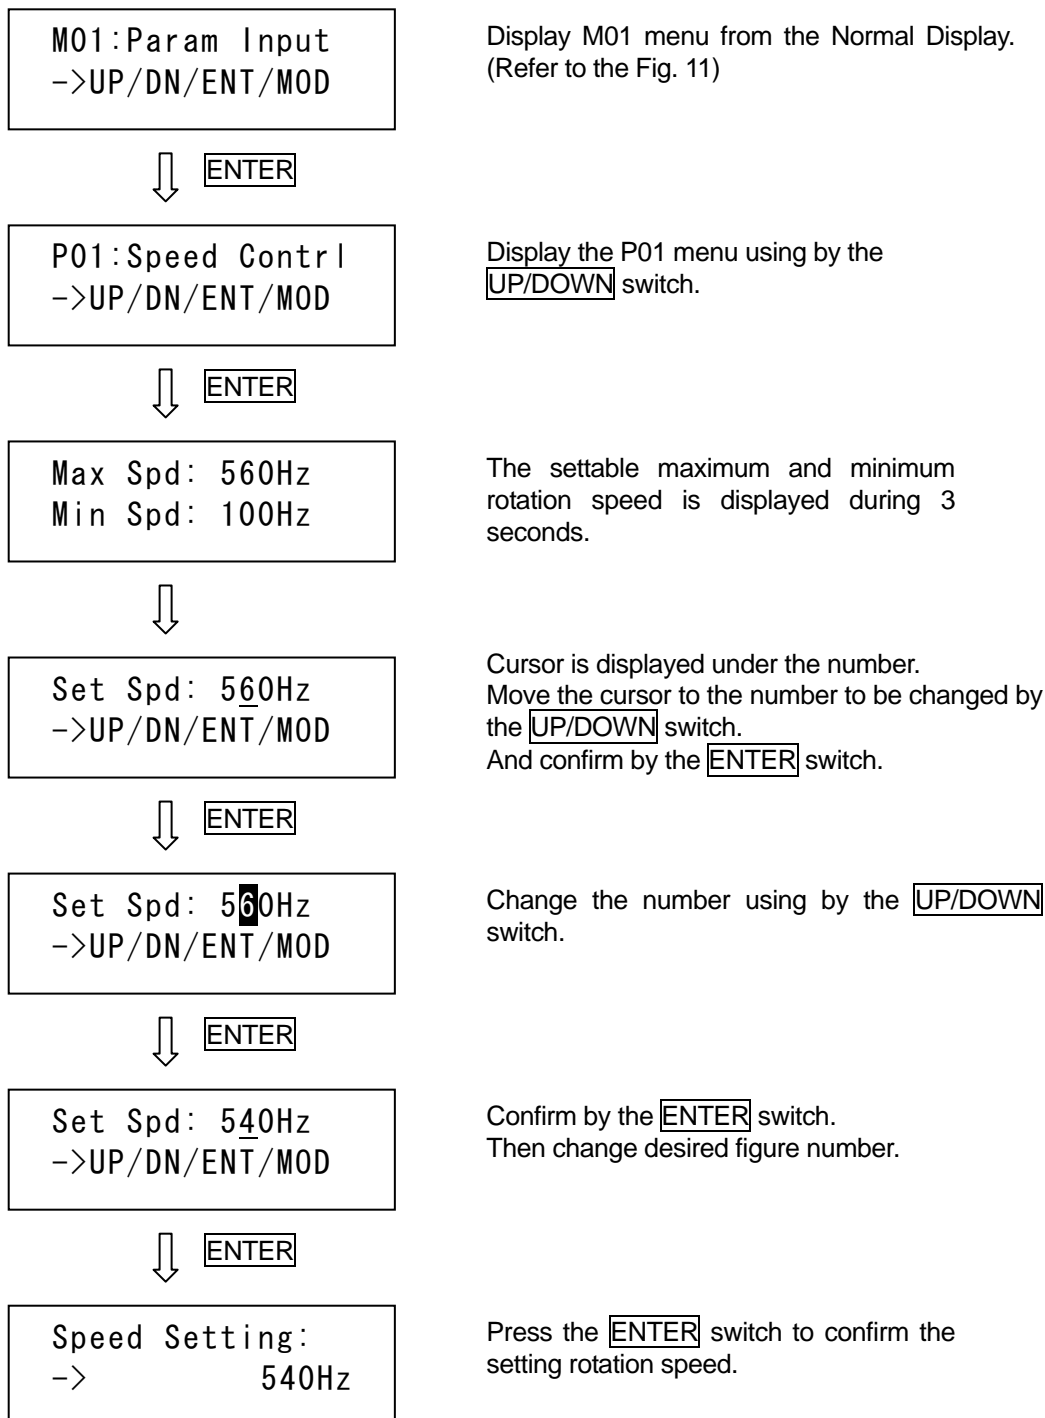 M01:Param Input
->UP/DN/ENT/MOD
Display M01 menu from the Normal Display.
(Refer to the Fig. 11)
ENTER
P01:Speed Contrl
->UP/DN/ENT/MOD
Display the P01 menu using by the
UP/DOWN switch.
ENTER
Max Spd: 560Hz
Min Spd: 100Hz
The settable maximum and minimum
rotation speed is displayed during 3
seconds.
Set Spd: 560Hz
->UP/DN/ENT/MOD
Cursor is displayed under the number.
Move the cursor to the number to be changed by
the UP/DOWN switch.
And confirm by the ENTER switch.
ENTER
Set Spd: 560Hz
->UP/DN/ENT/MOD
Change the number using by the UP/DOWN
switch.
ENTER
Set Spd: 540Hz
->UP/DN/ENT/MOD
Confirm by the ENTER switch.
Then change desired figure number.
ENTER
Speed Setting:
-> 540Hz
Press the ENTER switch to confirm the
setting rotation speed.